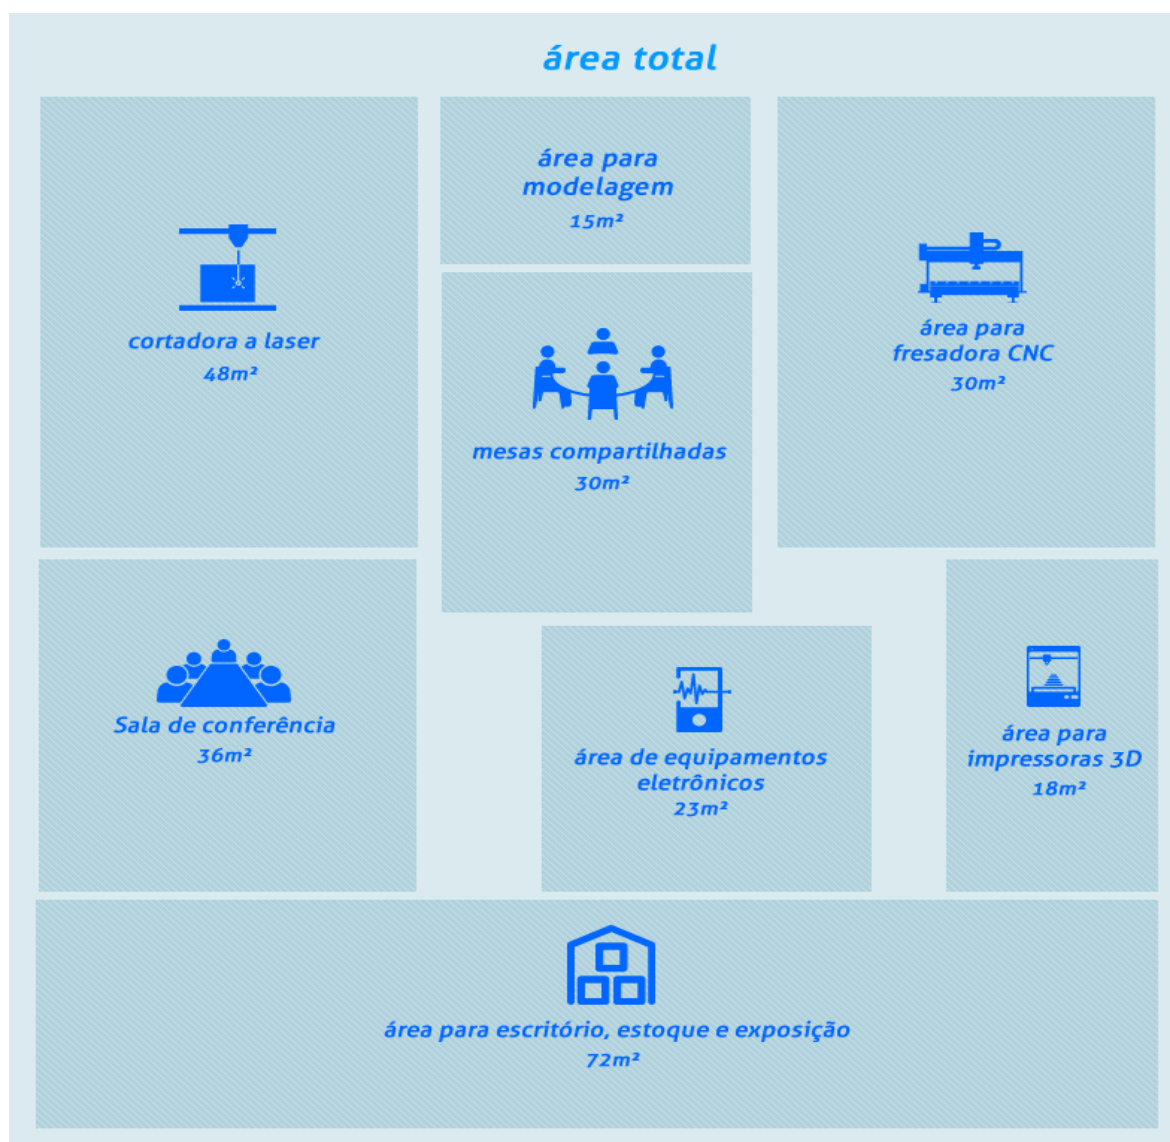 área total
cortadora a laser
48m²
área para
modelagem
15m²
área para
fresadora CNC
30m²
mesas compartilhadas
30m²
Sala de conferência
36m²
área de equipamentos
eletrônicos
23m²
área para
impressoras 3D
18m²
área para escritório, estoque e exposição
72m²